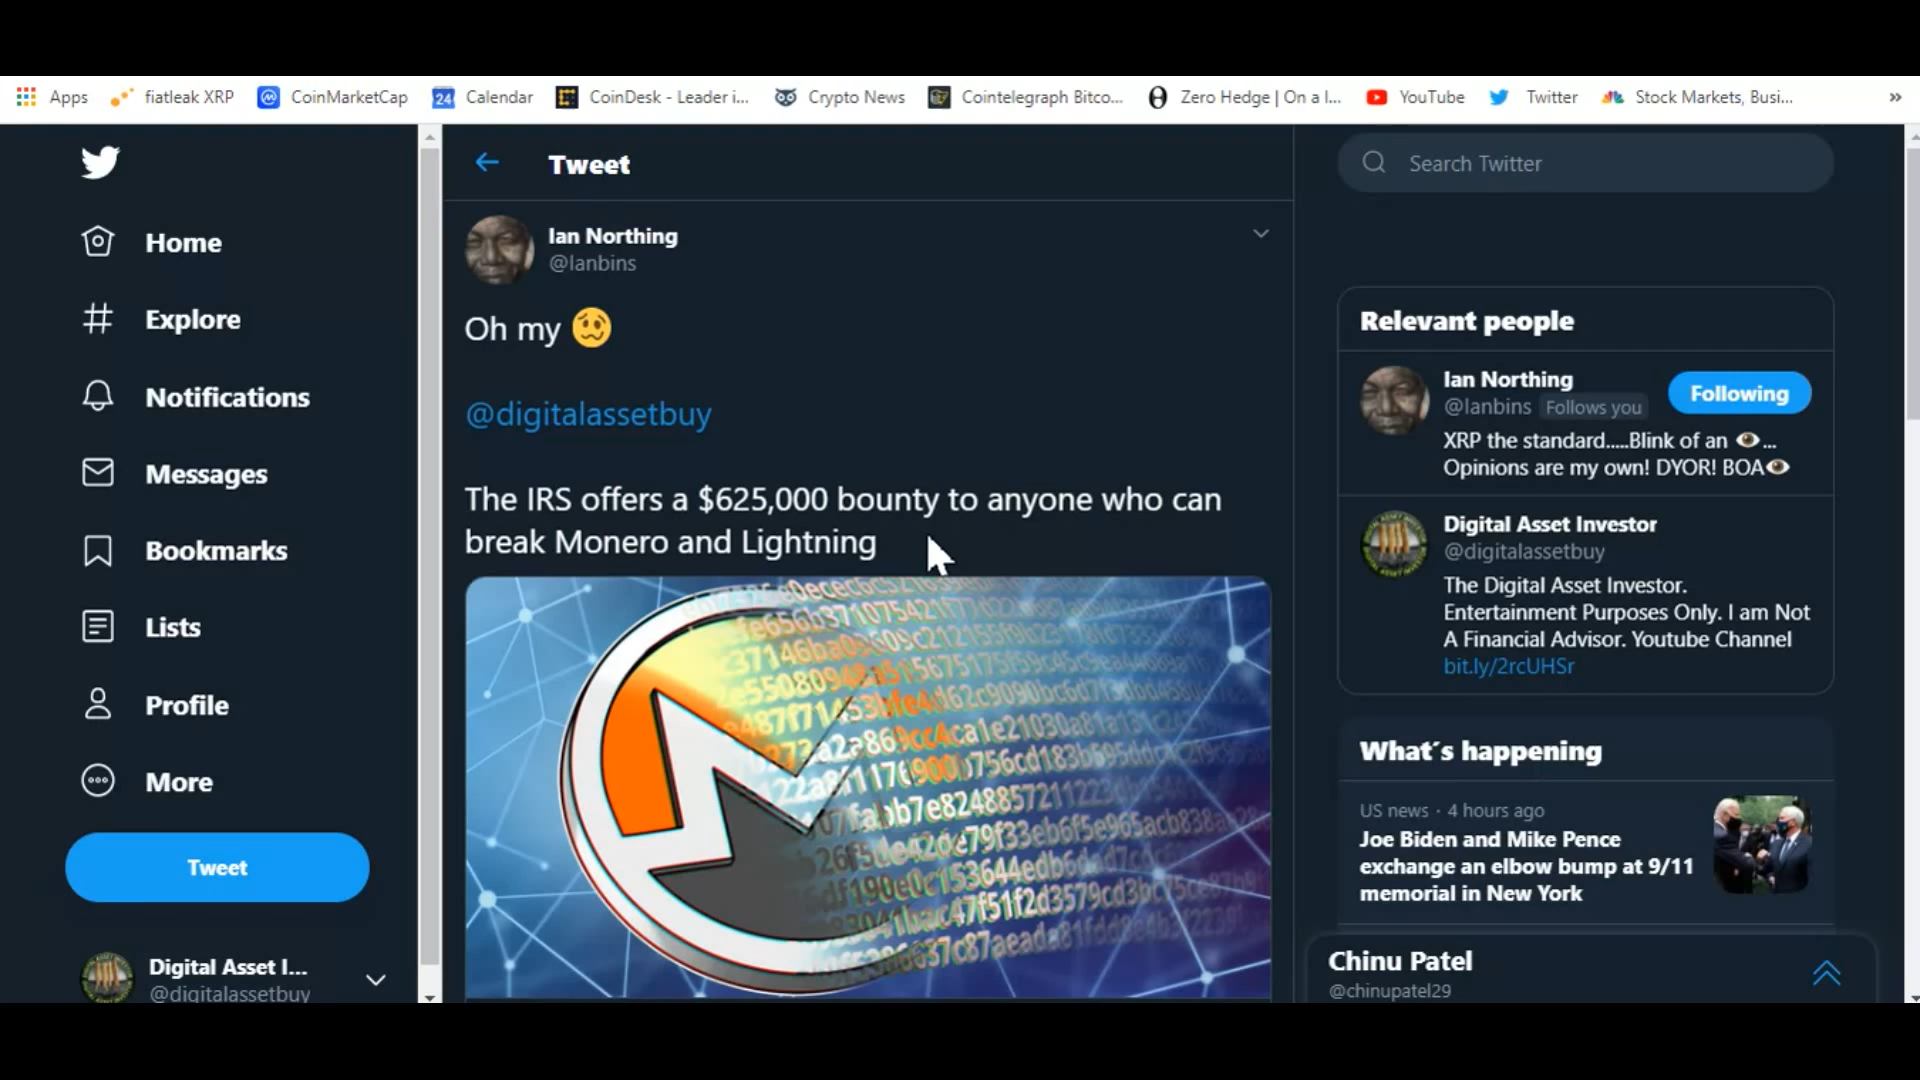 Apps
fiatleak XRP
CoinMarketCap
24
Calendar
CoinDesk - Leader i...
Crypto News
Cointelegraph Bitco...
Zero Hedge | On a l...
YouTube
Twitter
Stock Markets, Busi...
»
Home
Explore
Notifications
Messages
Bookmarks
Lists
Profile
More
Tweet
Digital Asset I...
@digitalassetbuy
Tweet
Ian Northing
@Ianbins
Oh my 🥴
@digitalassetbuy
The IRS offers a $625,000 bounty to anyone who can
break Monero and Lightning
Search Twitter
Relevant people
Ian Northing
@Ianbins Follows you
Following
XRP the standard.....Blink of an 👁...
Opinions are my own! DYOR! BOA👁
Digital Asset Investor
@digitalassetbuy
The Digital Asset Investor.
Entertainment Purposes Only. I am Not
A Financial Advisor. Youtube Channel
bit.ly/2rcUHSr
What's happening
US news · 4 hours ago
Joe Biden and Mike Pence
exchange an elbow bump at 9/11
memorial in New York
Chinu Patel
@chinupatel29